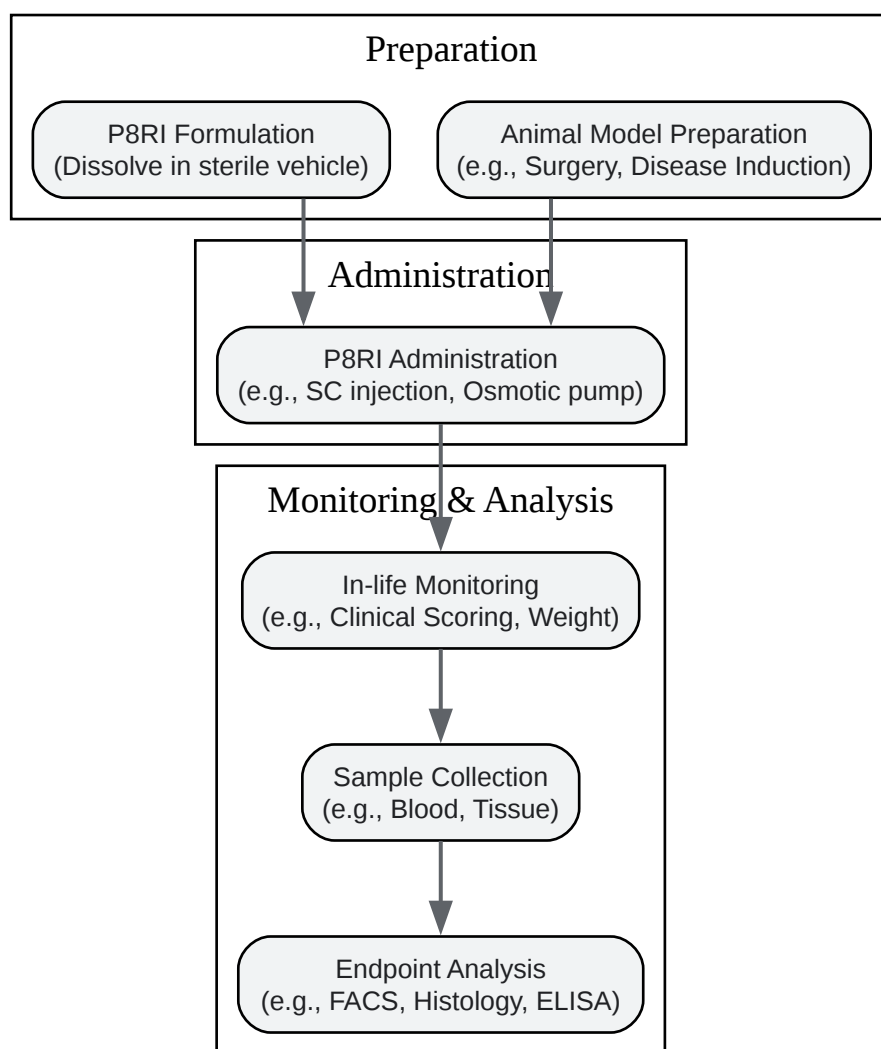 Preparation
P8RI Formulation
(Dissolve in sterile vehicle)
Animal Model Preparation
(e.g., Surgery, Disease Induction)
Administration
P8RI Administration
(e.g., SC injection, Osmotic pump)
Monitoring & Analysis
In-life Monitoring
(e.g., Clinical Scoring, Weight)
Sample Collection
(e.g., Blood, Tissue)
Endpoint Analysis
(e.g., FACS, Histology, ELISA)